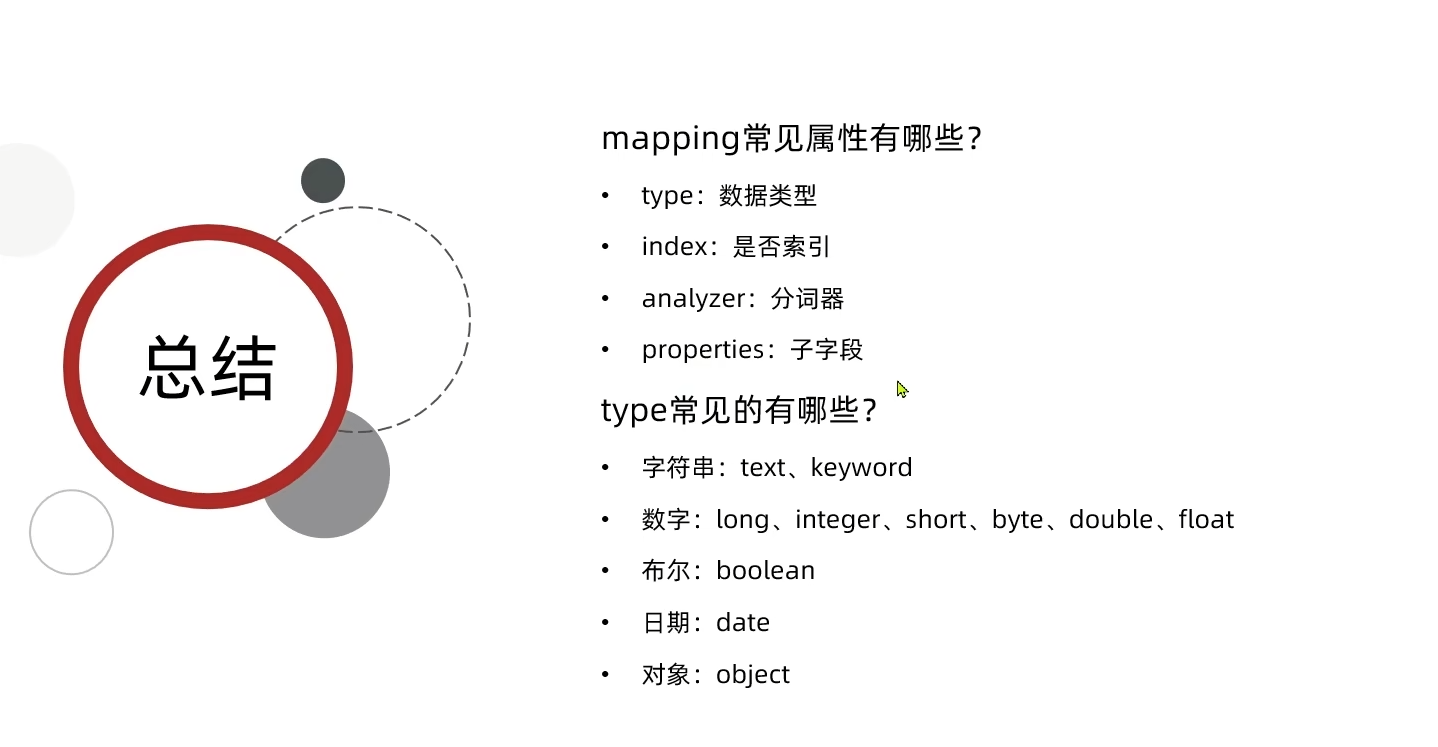 总结
mapping常见属性有哪些？
• type：数据类型
• index：是否索引
• analyzer：分词器
• properties：子字段
type常见的有哪些？
• 字符串：text、keyword
• 数字：long、integer、short、byte、double、float
• 布尔：boolean
• 日期：date
• 对象：object